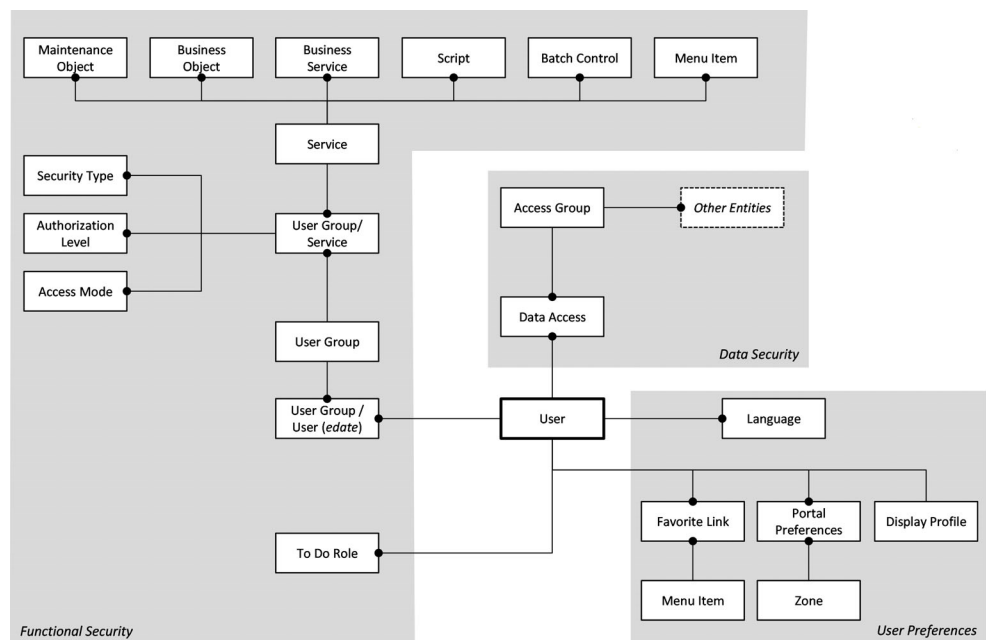 Maintenance
Object
Business
Object
Business
Service
Script
Batch Control
Menu Item
Service
Security Type
Authorization
Level
Access Mode
User Group/
Service
User Group
User Group /
User (edate)
To Do Role
Functional Security
Access Group
Other Entities
Data Access
Data Security
User
Language
Favorite Link
Portal
Preferences
Display Profile
Menu Item
Zone
User Preferences